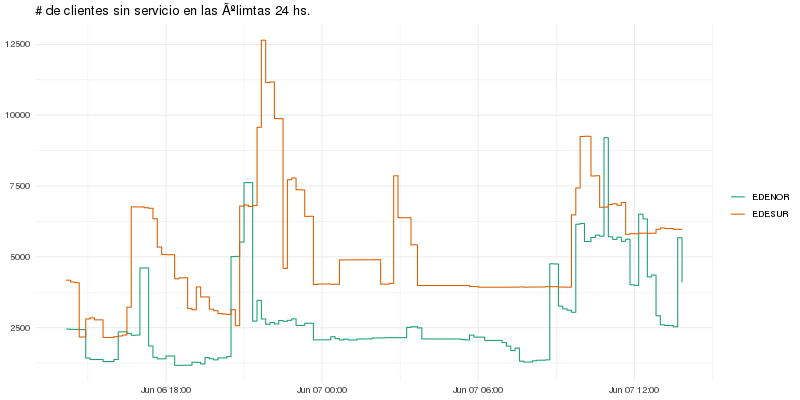 # de clientes sin servicio en las Ãºlimtas 24 hs.
12500
10000
7500
5000
2500
Jun 06 18:00
Jun 07 00:00
Jun 07 06:00
Jun 07 12:00
EDENOR
EDESUR